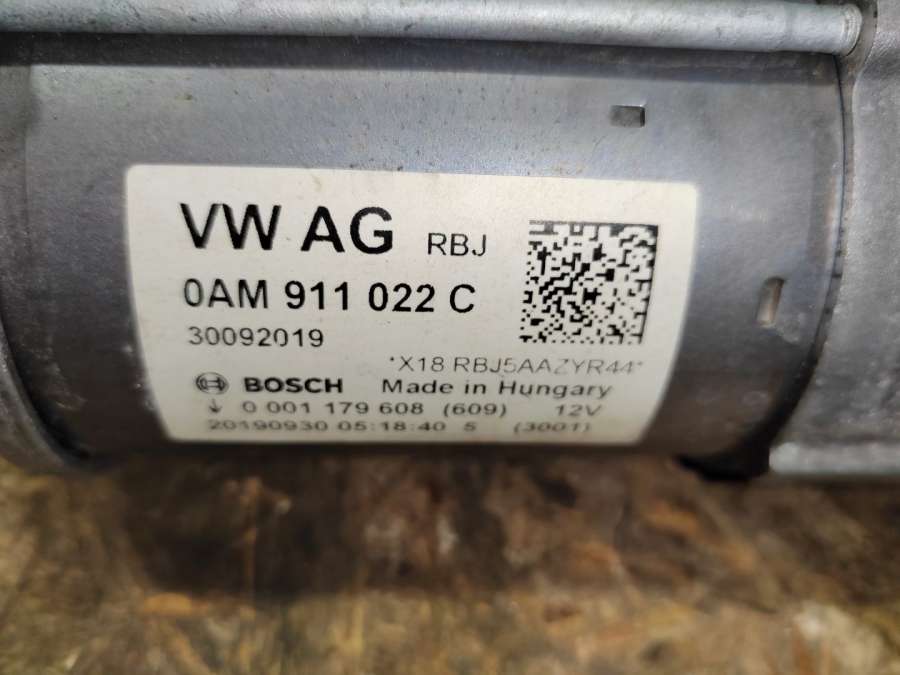 VW AG RBJ
0AM 911 022 C
30092019
*X18 RBJ5AAZYR44*
BOSCH Made in Hungary
0 001 179 608 (609) 12V
20190930 05:18:40 5 (3001)